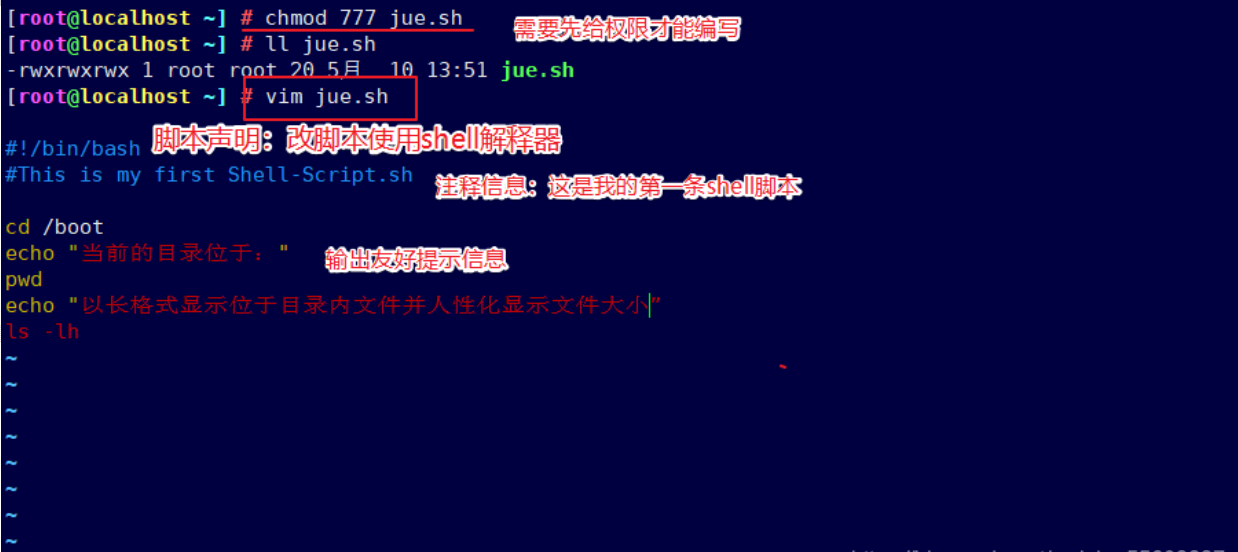 [root@localhost ~] # chmod 777 jue.sh 需要先给权限才能编写
[root@localhost ~] # ll jue.sh
-rwxrwxrwx 1 root root 20 5月 10 13:51 jue.sh
[root@localhost ~] # vim jue.sh
#!/bin/bash 脚本声明：改脚本使用shell解释器
#This is my first Shell-Script.sh 注释信息：这是我的第一条shell脚本
cd /boot
echo "当前的目录位于："  输出友好提示信息
pwd
echo "以长格式显示位于目录内文件并人性化显示文件大小”
ls -lh
~
~
~
~
~
~
~
~